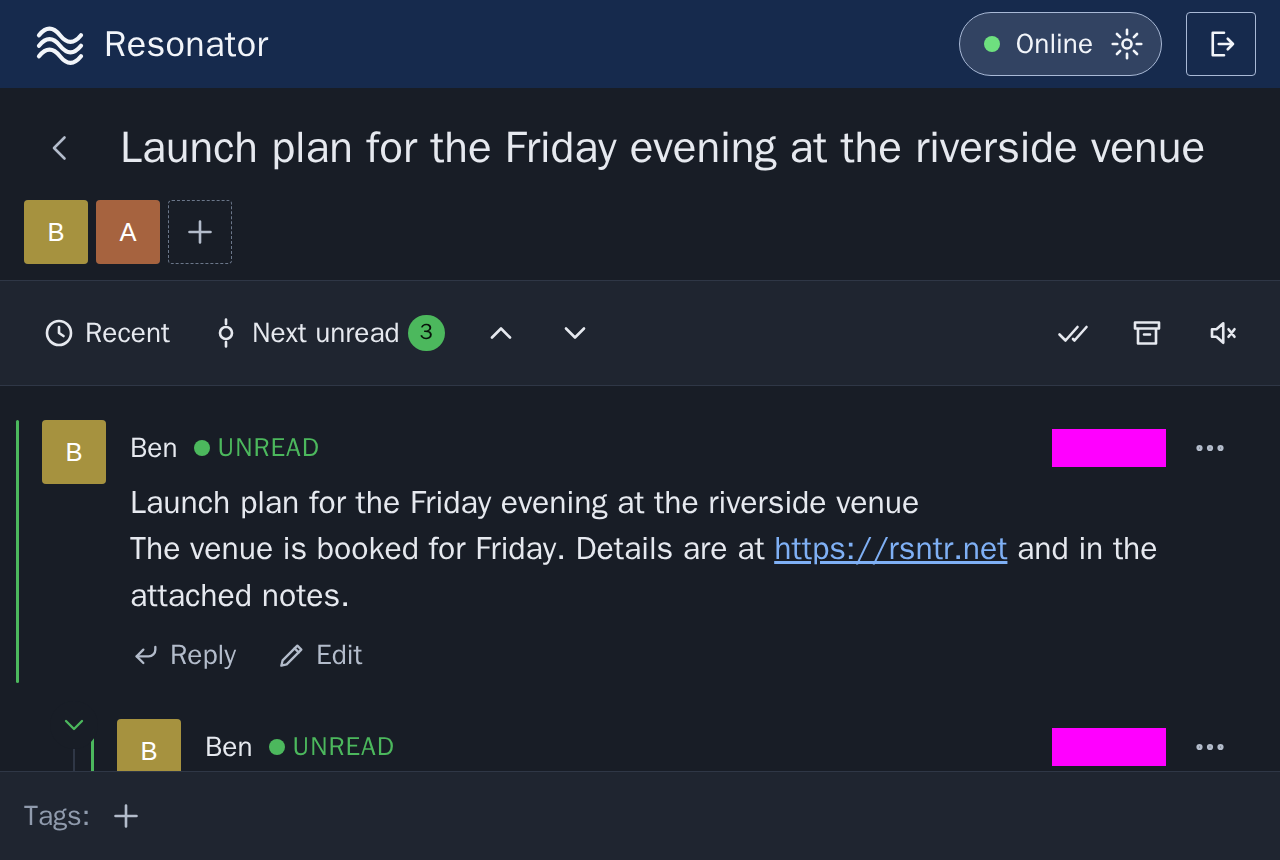 Resonator
Online
Launch plan for the Friday evening at the riverside venue
B
A
Recent
Next unread 3
B
Ben
UNREAD
Launch plan for the Friday evening at the riverside venue
The venue is booked for Friday. Details are at https://rsntr.net and in the
attached notes.
Reply
Edit
B
Ben
UNREAD
Tags: